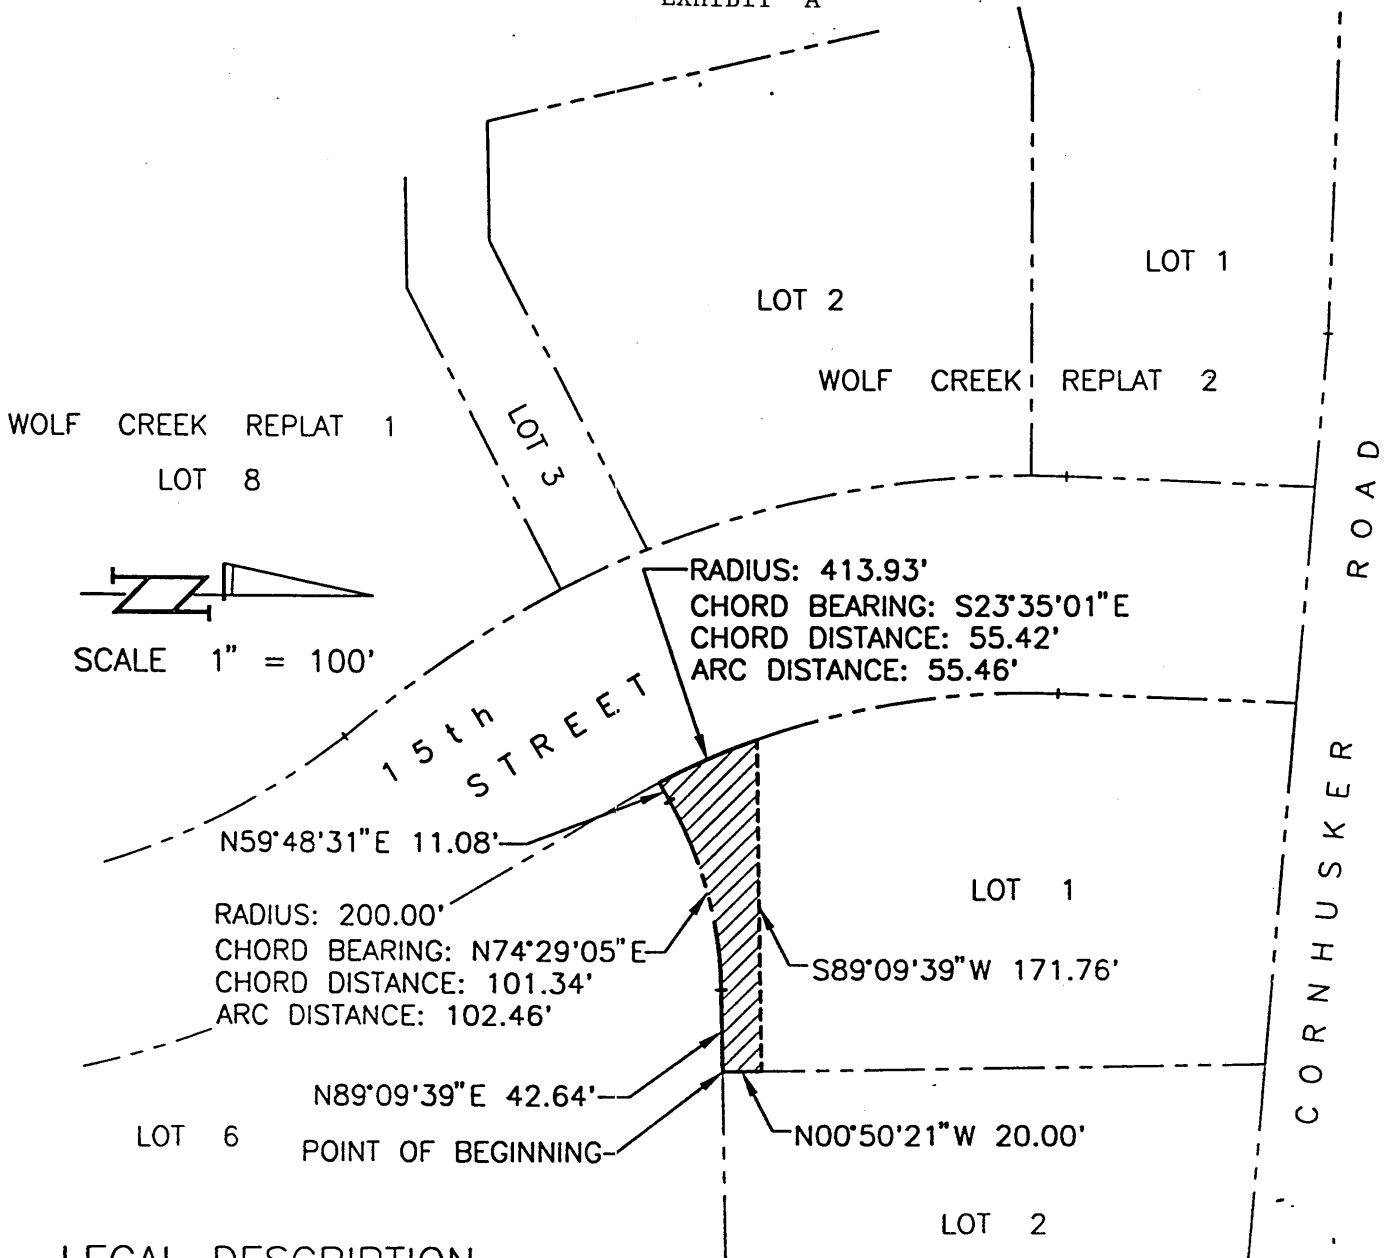 EXHIBIT "A"
LOT 1
LOT 2
WOLF CREEK REPLAT 2
WOLF CREEK REPLAT 1
LOT 8
LOT 3
ROAD
SCALE 1" = 100'
RADIUS: 413.93'
CHORD BEARING: S23°35'01"E
CHORD DISTANCE: 55.42'
ARC DISTANCE: 55.46'
15th
STREET
N59°48'31"E 11.08'
RADIUS: 200.00'
CHORD BEARING: N74°29'05"E
CHORD DISTANCE: 101.34'
ARC DISTANCE: 102.46'
LOT 1
S89°09'39"W 171.76'
CORNHUSKER
N89°09'39"E 42.64'
LOT 6
POINT OF BEGINNING
N00°50'21"W 20.00'
LOT 2
LEGAL DESCRIPTION